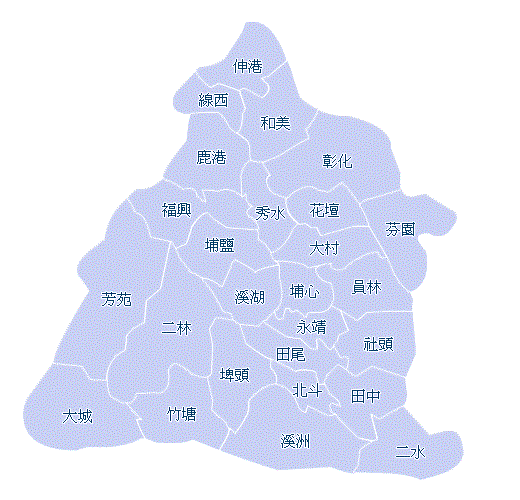 伸港
線西
和美
鹿港
彰化
福興
秀水
花壇
芬園
埔鹽
大村
芳苑
溪湖
埔心
員林
二林
永靖
社頭
田尾
埤頭
北斗
田中
大城
竹塘
溪洲
二水